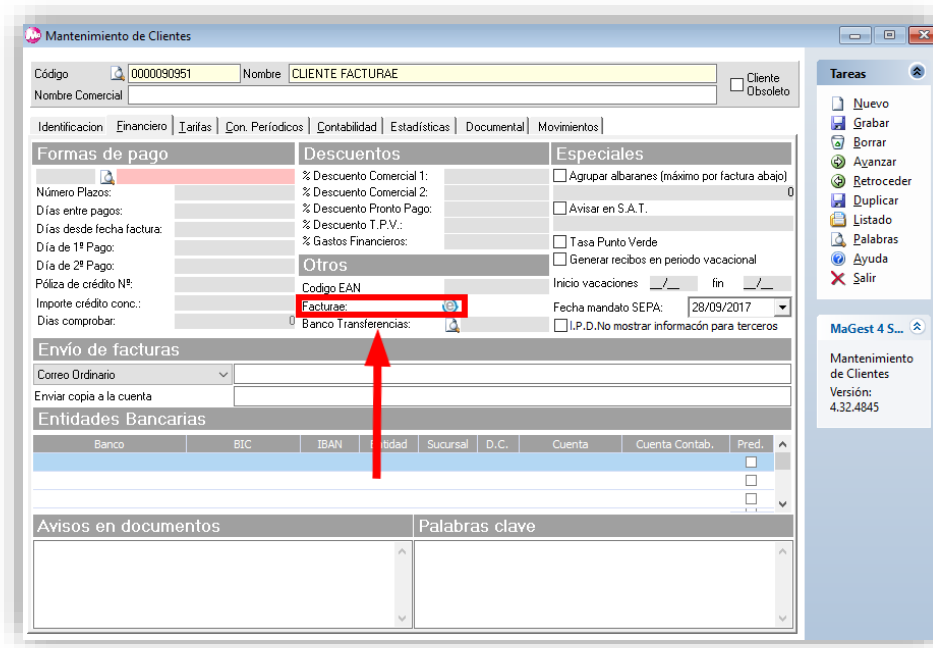 Mantenimiento de Clientes
Código 0000090951 Nombre CLIENTE FACTURAE
Cliente Obsoleto
Nombre Comercial
Identificacion Financiero Tarifas Con. Periódicos Contabilidad Estadísticas Documental Movimientos
Formas de pago
Número Plazos:
Días entre pagos:
Días desde fecha factura:
Día de 1º Pago:
Día de 2º Pago:
Póliza de crédito Nº:
Importe crédito conc.:
Dias comprobar: 0
Descuentos
% Descuento Comercial 1:
% Descuento Comercial 2:
% Descuento Pronto Pago:
% Descuento T.P.V.:
% Gastos Financieros:
Otros
Codigo EAN
Facturae:
Banco Transferencias:
Especiales
Agrupar albaranes (máximo por factura abajo)
0
Avisar en S.A.T.
Tasa Punto Verde
Generar recibos en periodo vacacional
Inicio vacaciones __/__ fin __/__
Fecha mandato SEPA: 28/09/2017
I.P.D.No mostrar informacón para terceros
Envío de facturas
Correo Ordinario
Enviar copia a la cuenta
Entidades Bancarias
Banco BIC IBAN Sucursal D.C. Cuenta Cuenta Contab. Pred.
Avisos en documentos
Palabras clave
Tareas
Nuevo
Grabar
Borrar
Avanzar
Retroceder
Duplicar
Listado
Palabras
Ayuda
Salir
MaGest 4 S...
Mantenimiento
de Clientes
Versión:
4.32.4845